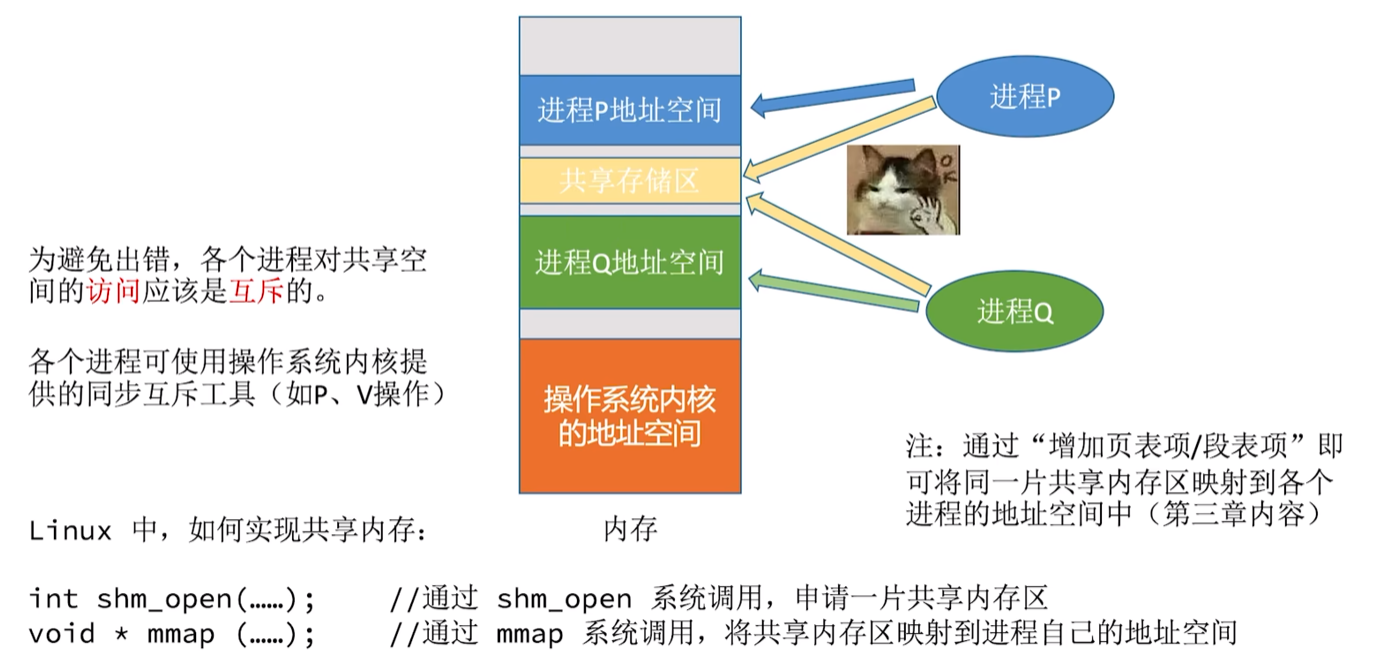 进程P地址空间
进程P
共享存储区
OK
进程Q地址空间
进程Q
为避免出错，各个进程对共享空
间的访问应该是互斥的。
各个进程可使用操作系统内核提
供的同步互斥工具（如P、V操作）
操作系统内核
的地址空间
内存
注：通过“增加页表项/段表项”即
可将同一片共享内存区映射到各个
进程的地址空间中（第三章内容）
Linux 中，如何实现共享内存：
int shm_open(……);    //通过 shm_open 系统调用，申请一片共享内存区
void * mmap (……);    //通过 mmap 系统调用，将共享内存区映射到进程自己的地址空间